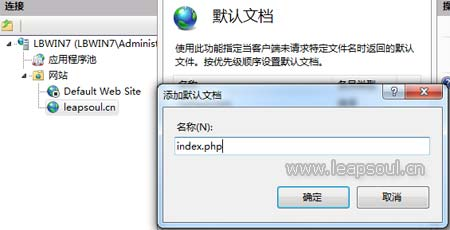 连接
LBWIN7 (LBWIN7\Adminis
应用程序池
网站
Default Web Site
leapsoul.cn
默认文档
使用此功能指定当客户端未请求特定文件名时返回的默认
文件。按优先级顺序设置默认文档。
添加默认文档
名称(N):
index.php
www.leapsoul.cn
确定
取消